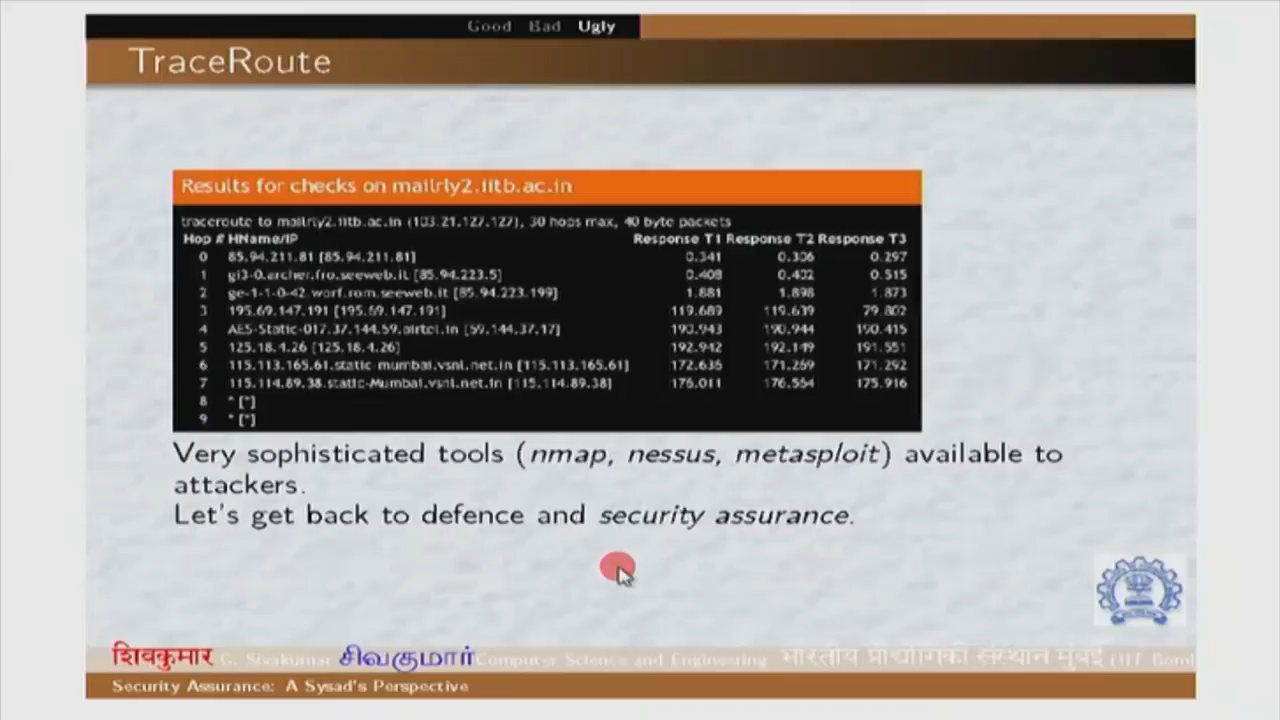 Good Bad Ugly
TraceRoute
Results for checks on mailrly2.iitb.ac.in
traceroute to mailrly2.iitb.ac.in (103.21.127.127), 30 hops max, 40 byte packets
Hop # HName/IP Response T1 Response T2 Response T3
0 85.94.211.81 [85.94.211.81] 0.341 0.306 0.297
1 gi3-0.archer.fro.seeweb.it [85.94.223.5] 0.408 0.402 0.515
2 ge-1-1-0-42.worf.rom.seeweb.it [85.94.223.199] 1.881 1.898 1.873
3 195.69.147.191 [195.69.147.191] 119.689 119.639 79.802
4 AES-Static-017.37.144.59.airtel.in [59.144.37.17] 190.943 190.944 190.415
5 125.18.4.26 [125.18.4.26] 192.942 192.149 191.551
6 115.113.165.61.static-mumbai.vsnl.net.in [115.113.165.61] 172.635 171.269 171.292
7 115.114.89.38.static-Mumbai.vsnl.net.in [115.114.89.38] 176.011 176.554 175.916
8 * [*]
9 * [*]
Very sophisticated tools (nmap, nessus, metasploit) available to
attackers.
Let's get back to defence and security assurance.
शिवकुमार G. Sivakumar சிவகுமார் Computer Science and Engineering भारतीय प्रौद्योगिकी संस्थान मुंबई (IIT Bom
Security Assurance: A Sysad's Perspective